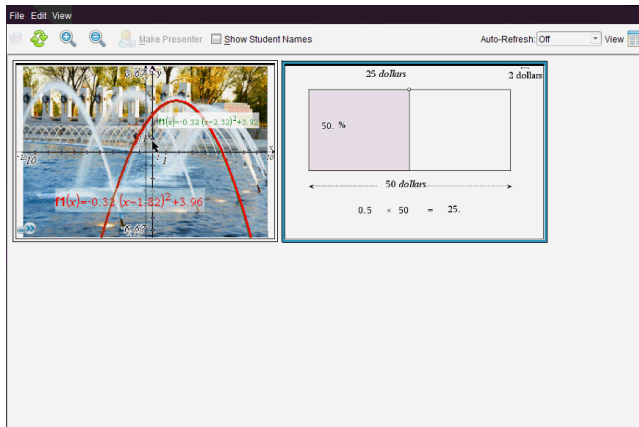 File Edit View
Make Presenter Show Student Names Auto-Refresh: Off View
6.67 y
f1(x)=-0.32·(x-2.32)²+3.92
1
-10 1 x 10
f1(x)=-0.32·(x-1.82)²+3.96
-6.67
25 dollars 2 dollars
50. %
50 dollars
0.5 × 50 = 25.